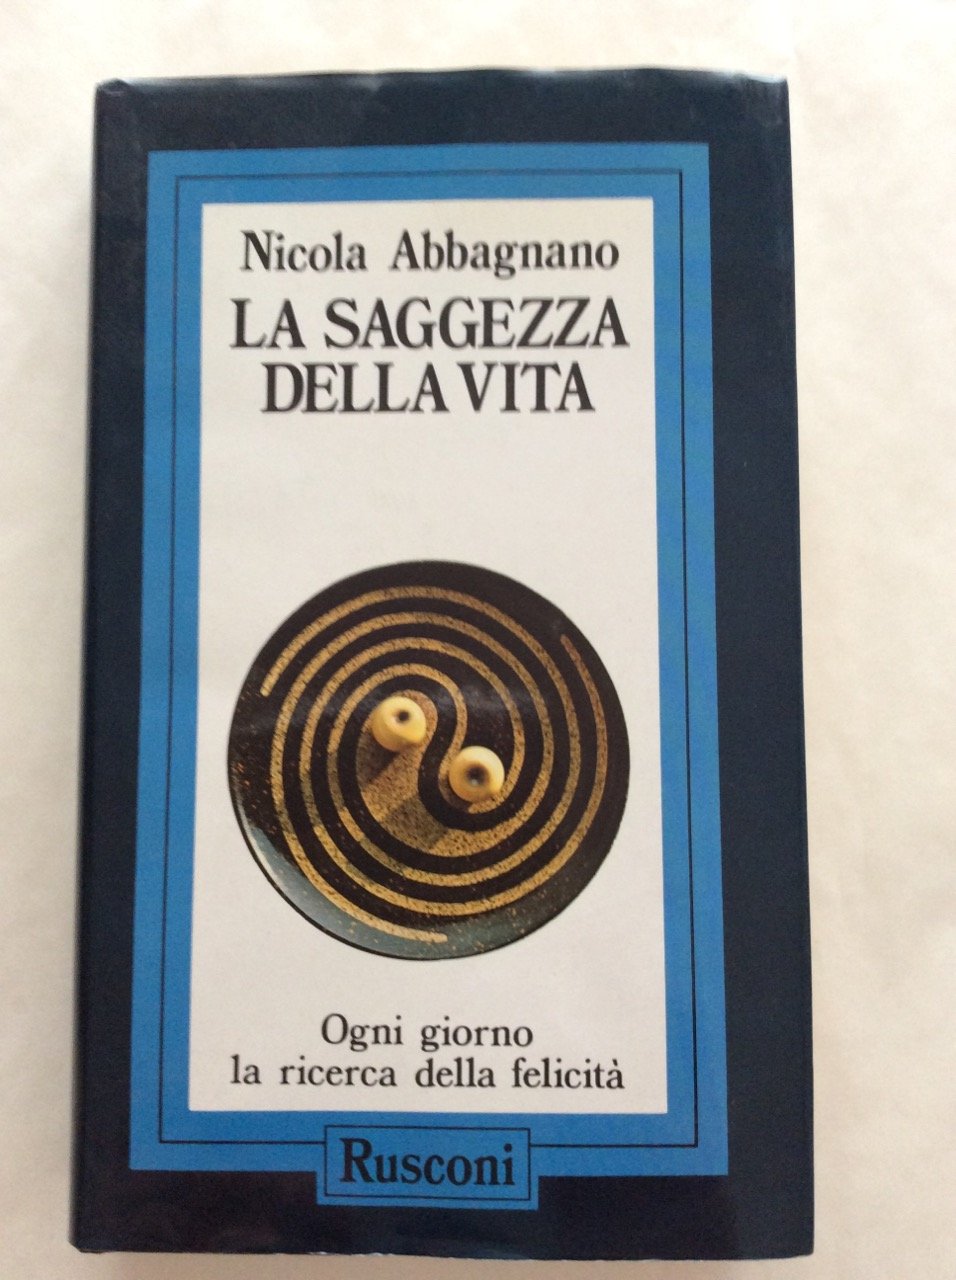 Nicola Abbagnano
LA SAGGEZZA
DELLA VITA
Ogni giorno
la ricerca della felicità
Rusconi